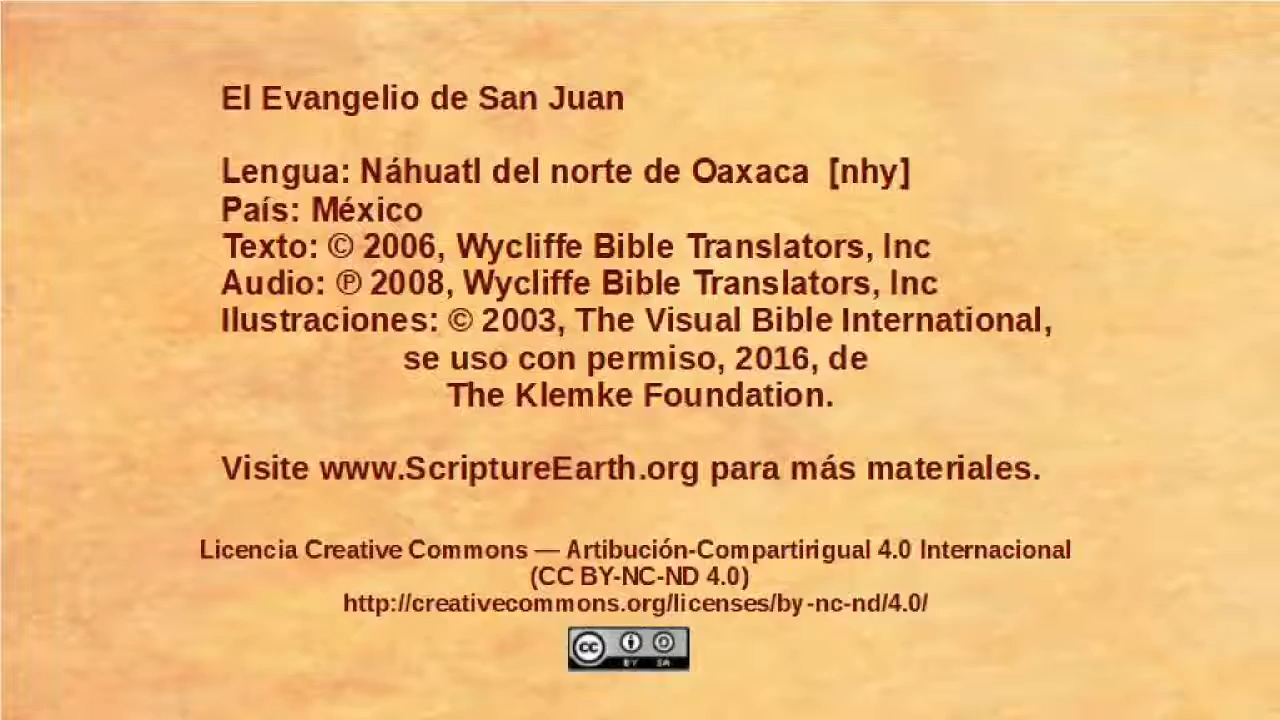 El Evangelio de San Juan
Lengua: Náhuatl del norte de Oaxaca [nhy]
País: México
Texto: © 2006, Wycliffe Bible Translators, Inc
Audio: ℗ 2008, Wycliffe Bible Translators, Inc
Ilustraciones: © 2003, The Visual Bible International,
se uso con permiso, 2016, de
The Klemke Foundation.
Visite www.ScriptureEarth.org para más materiales.
Licencia Creative Commons — Artibución-Compartirigual 4.0 Internacional
(CC BY-NC-ND 4.0)
http://creativecommons.org/licenses/by-nc-nd/4.0/
cc
BY SA